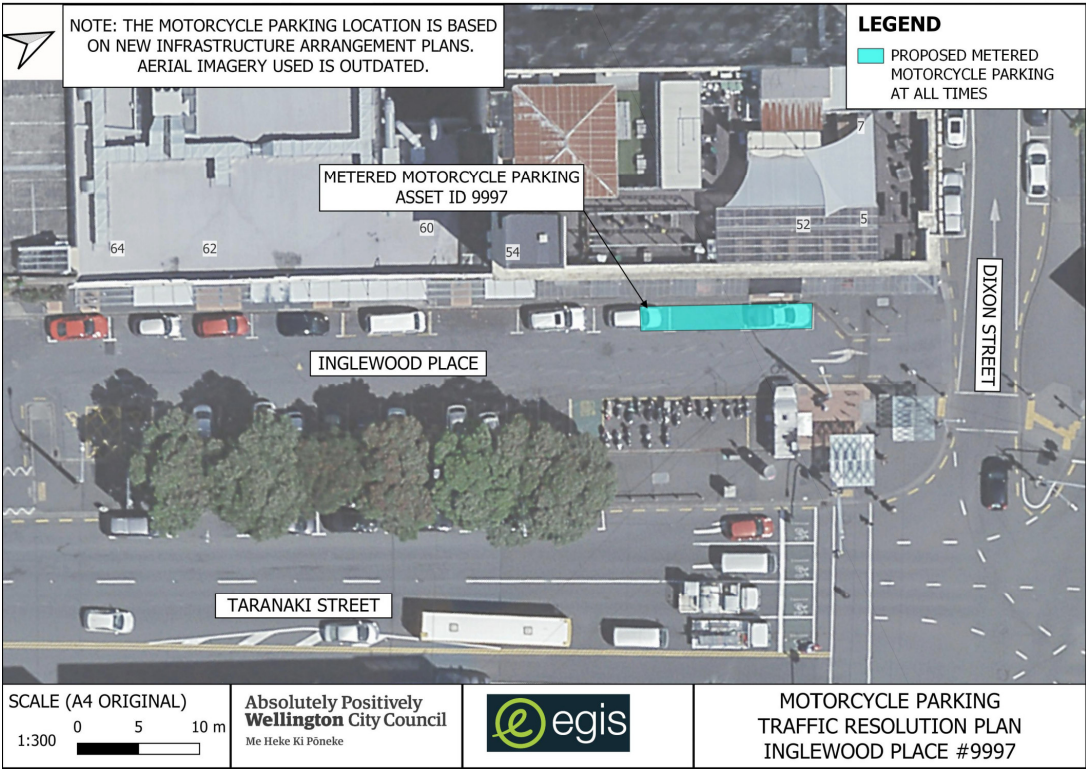 NOTE: THE MOTORCYCLE PARKING LOCATION IS BASED
ON NEW INFRASTRUCTURE ARRANGEMENT PLANS.
AERIAL IMAGERY USED IS OUTDATED.
LEGEND
PROPOSED METERED
MOTORCYCLE PARKING
AT ALL TIMES
7
METERED MOTORCYCLE PARKING
ASSET ID 9997
64
62
60
54
52
5
DIXON STREET
INGLEWOOD PLACE
TARANAKI STREET
SCALE (A4 ORIGINAL)
1:300
0 5 10 m
Absolutely Positively
Wellington City Council
Me Heke Ki Pōneke
egis
MOTORCYCLE PARKING
TRAFFIC RESOLUTION PLAN
INGLEWOOD PLACE #9997